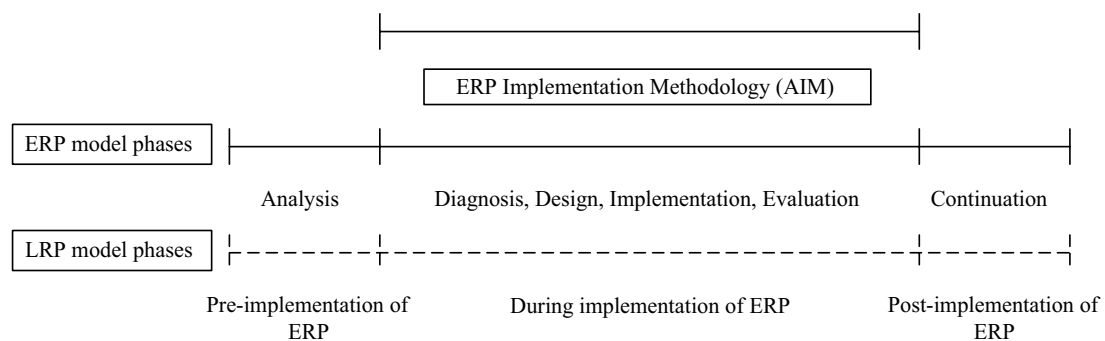 ERP Implementation Methodology (AIM)
ERP model phases
Analysis
Diagnosis, Design, Implementation, Evaluation
Continuation
LRP model phases
Pre-implementation of
ERP
During implementation of ERP
Post-implementation of
ERP